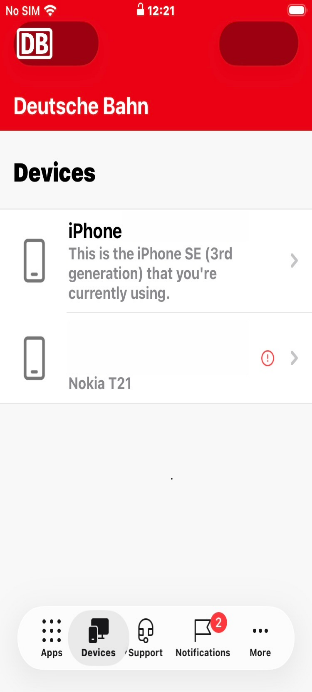 No SIM 12:21
DB
Deutsche Bahn
Devices
iPhone
This is the iPhone SE (3rd
generation) that you're
currently using.
Nokia T21
2
Apps Devices Support Notifications More